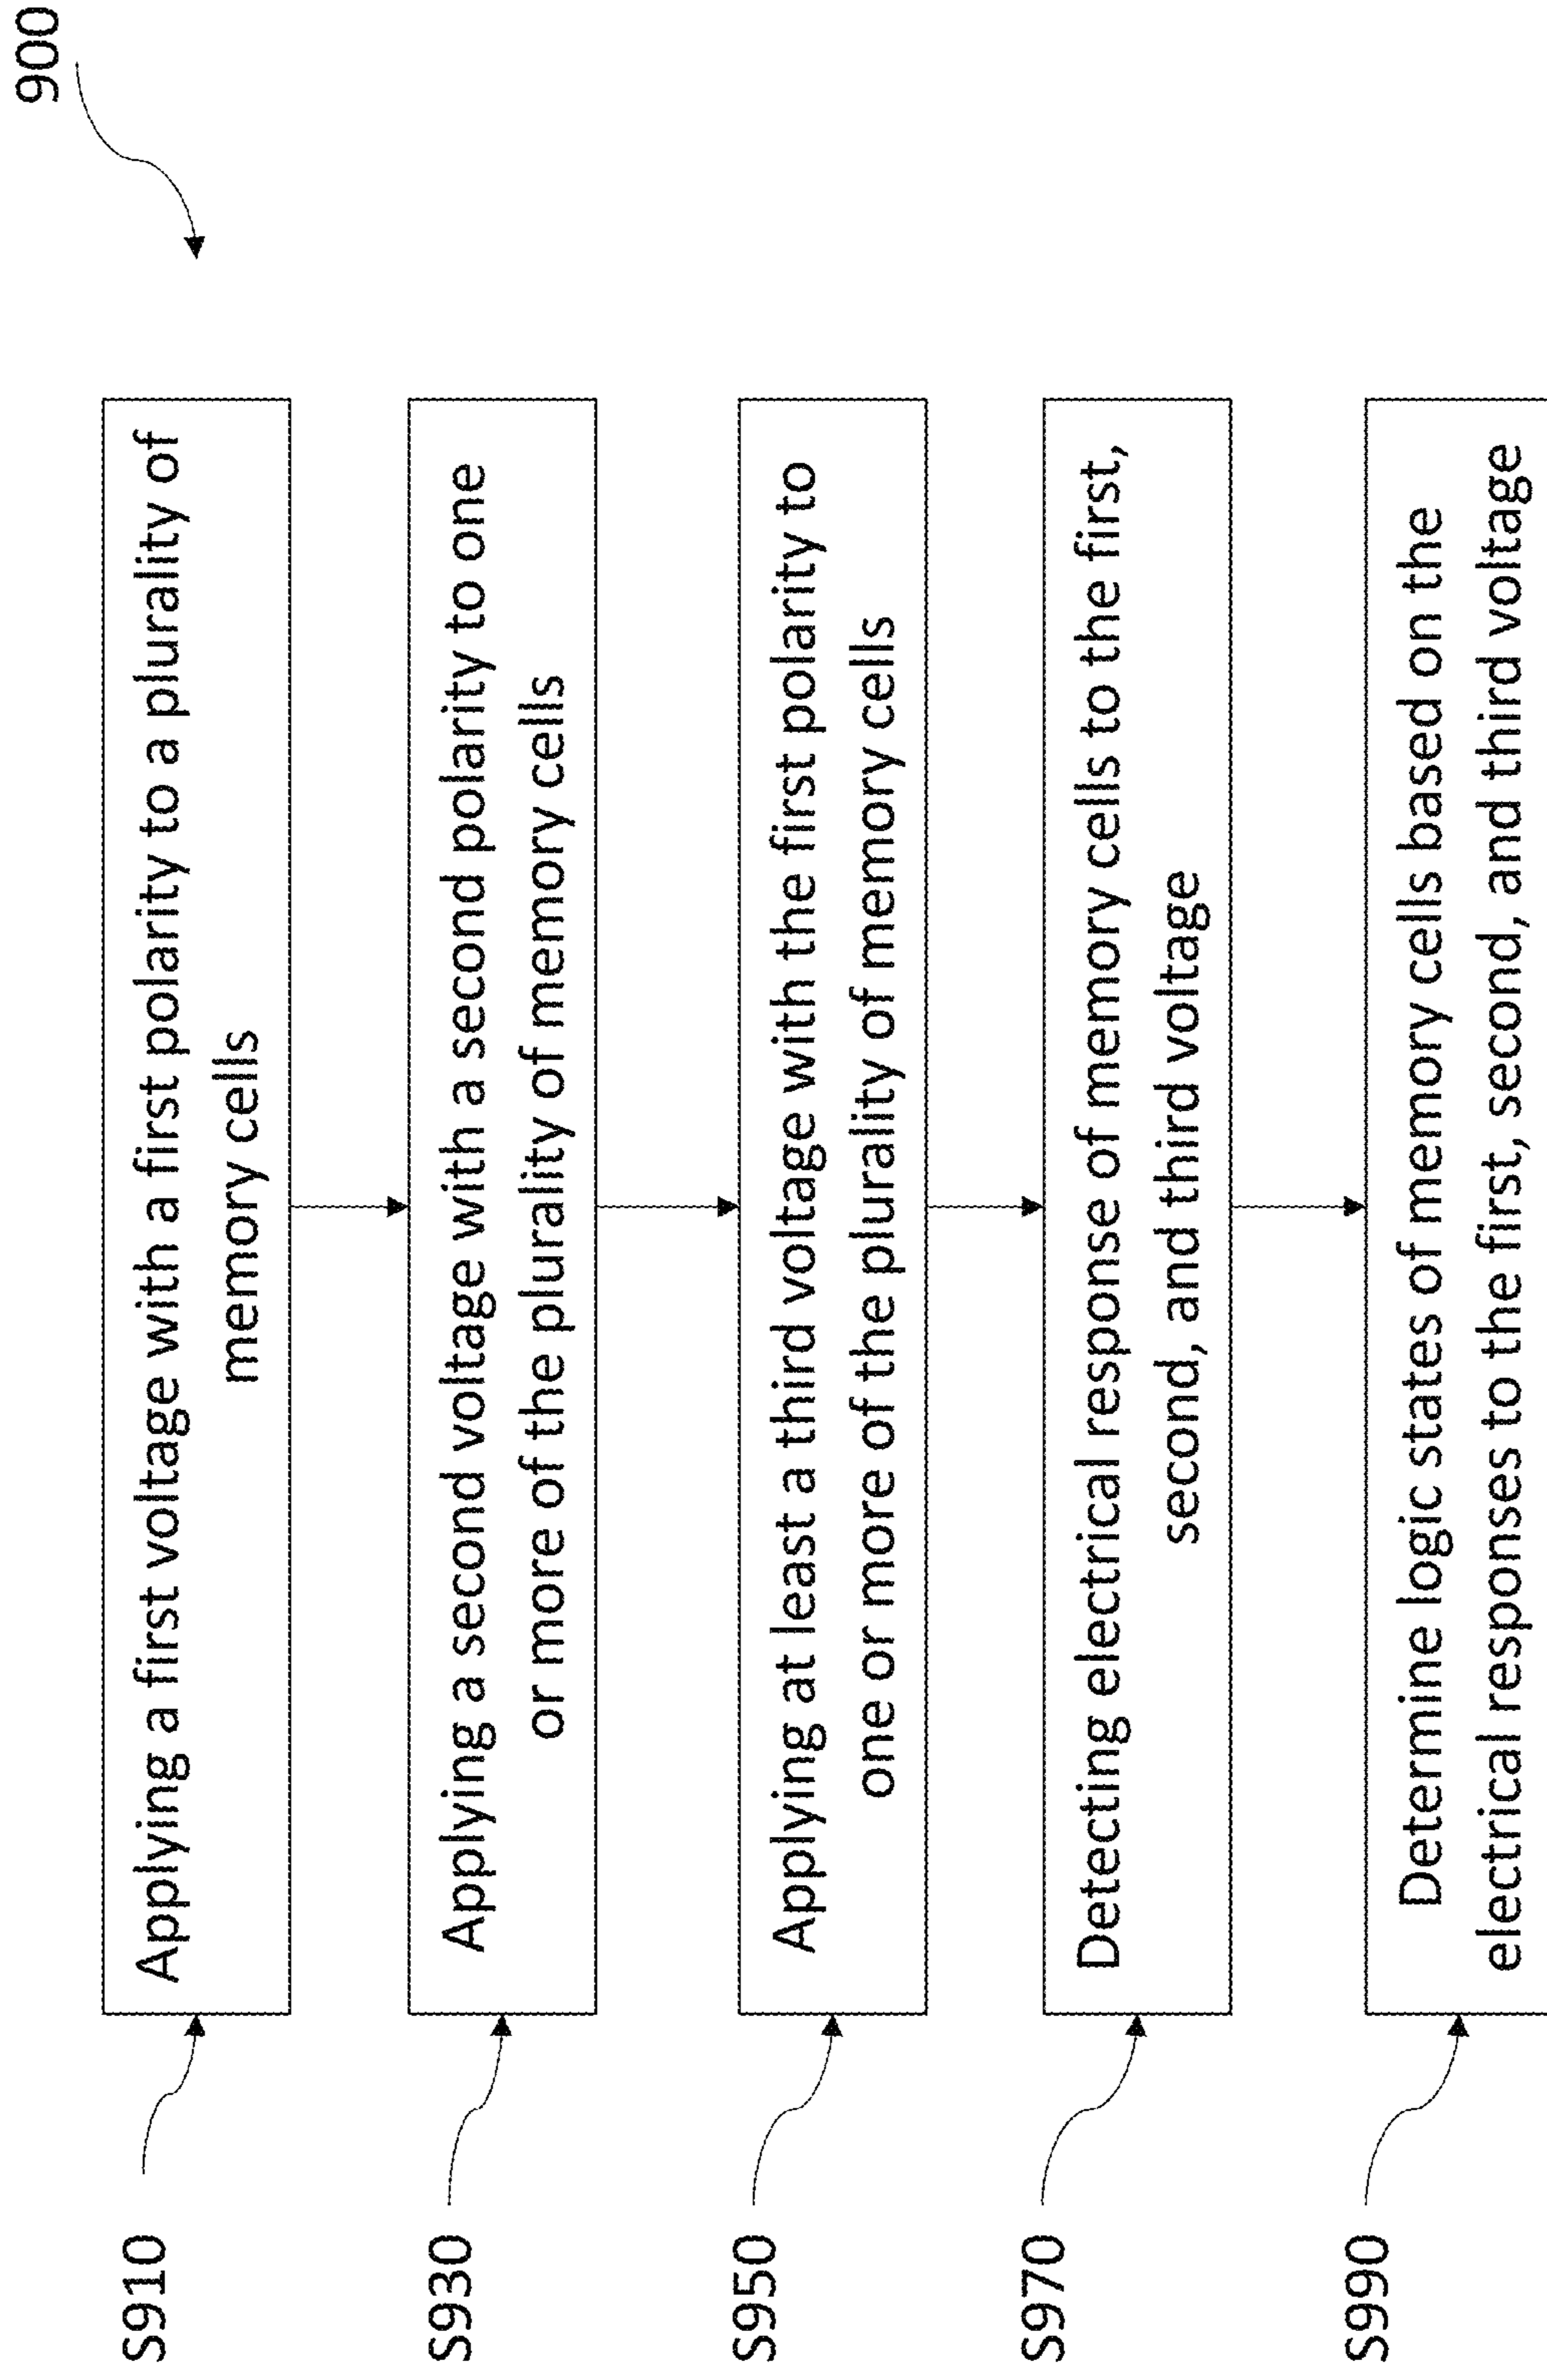 900
S910
Applying a first voltage with a first polarity to a plurality of
memory cells
S930
Applying a second voltage with a second polarity to one
or more of the plurality of memory cells
S950
Applying at least a third voltage with the first polarity to
one or more of the plurality of memory cells
S970
Detecting electrical response of memory cells to the first,
second, and third voltage
S990
Determine logic states of memory cells based on the
electrical responses to the first, second, and third voltage